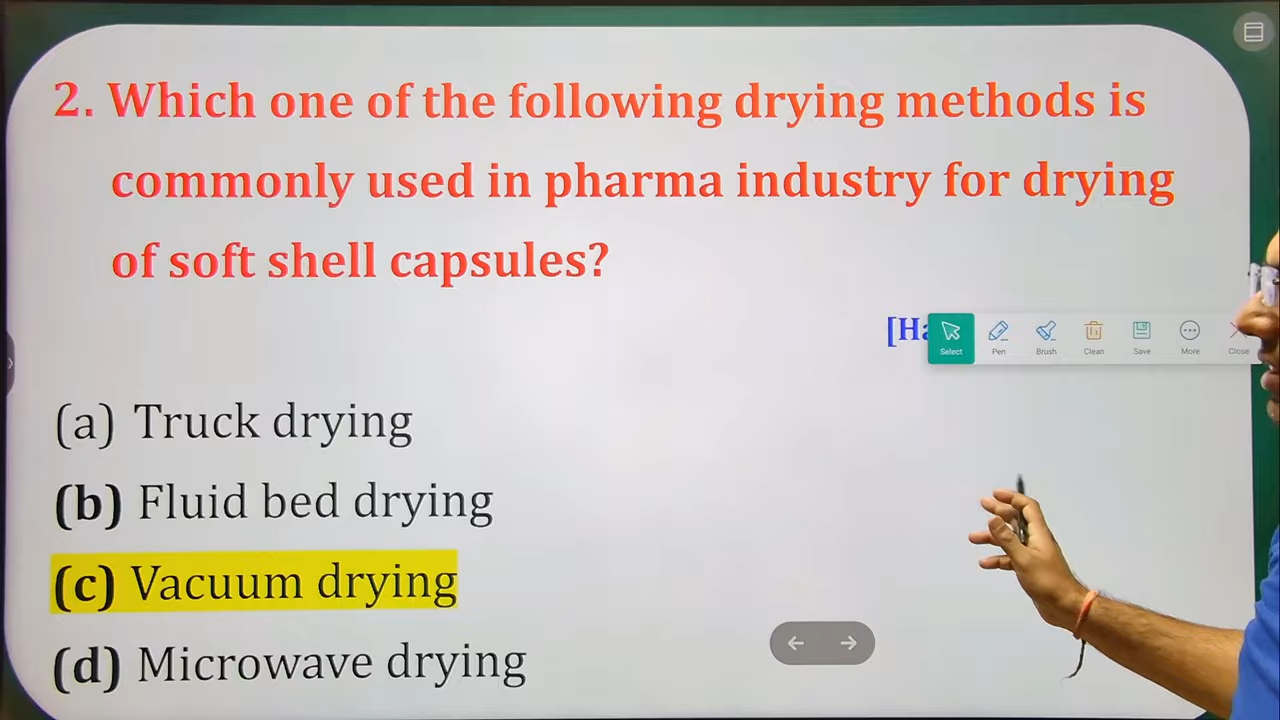 2. Which one of the following drying methods is
commonly used in pharma industry for drying
of soft shell capsules?
Select Pen Brush Clean Save More Close
(a) Truck drying
(b) Fluid bed drying
(c) Vacuum drying
(d) Microwave drying